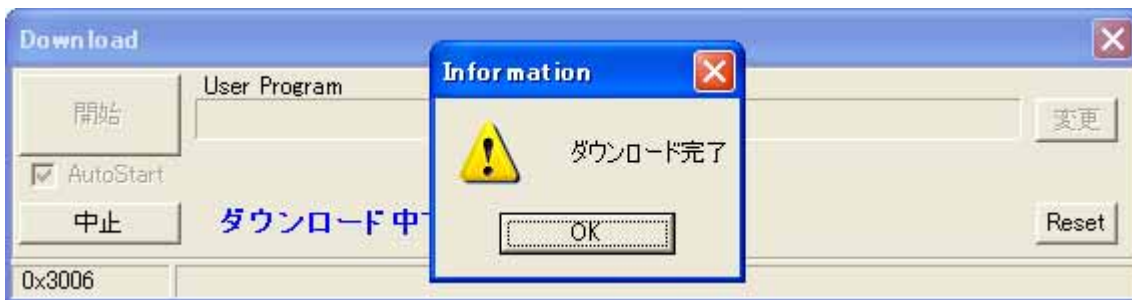 Download
Information
User Program
開始
変更
ダウンロード完了
AutoStart
中止
ダウンロード中
OK
Reset
0x3006